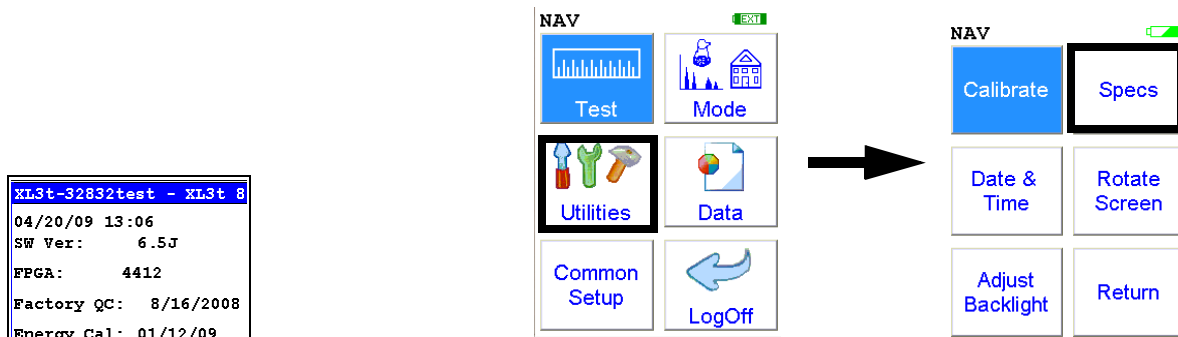 XL3t-32832test - XL3t 8
04/20/09 13:06
SW Ver: 6.5J
FPGA: 4412
Factory QC: 8/16/2008
Energy Cal: 01/12/09
NAV
EXT
Test
Mode
Utilities
Data
Common
Setup
LogOff
NAV
Calibrate
Specs
Date &
Time
Rotate
Screen
Adjust
Backlight
Return